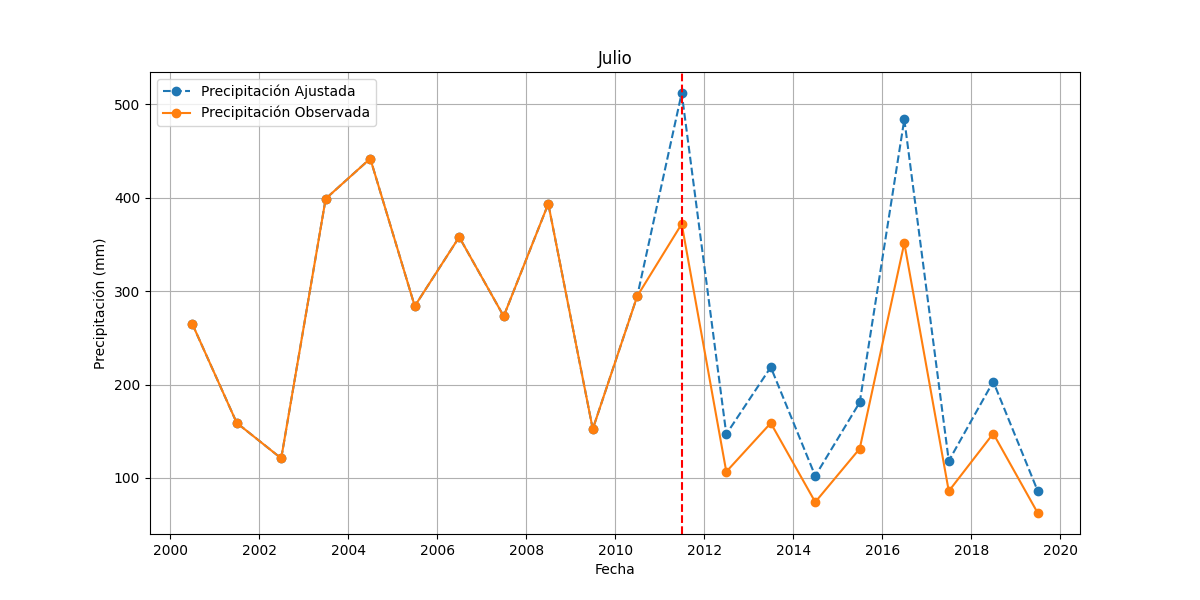 Julio
Precipitación Ajustada
Precipitación Observada
Precipitación (mm)
500
400
300
200
100
2000 2002 2004 2006 2008 2010 2012 2014 2016 2018 2020
Fecha